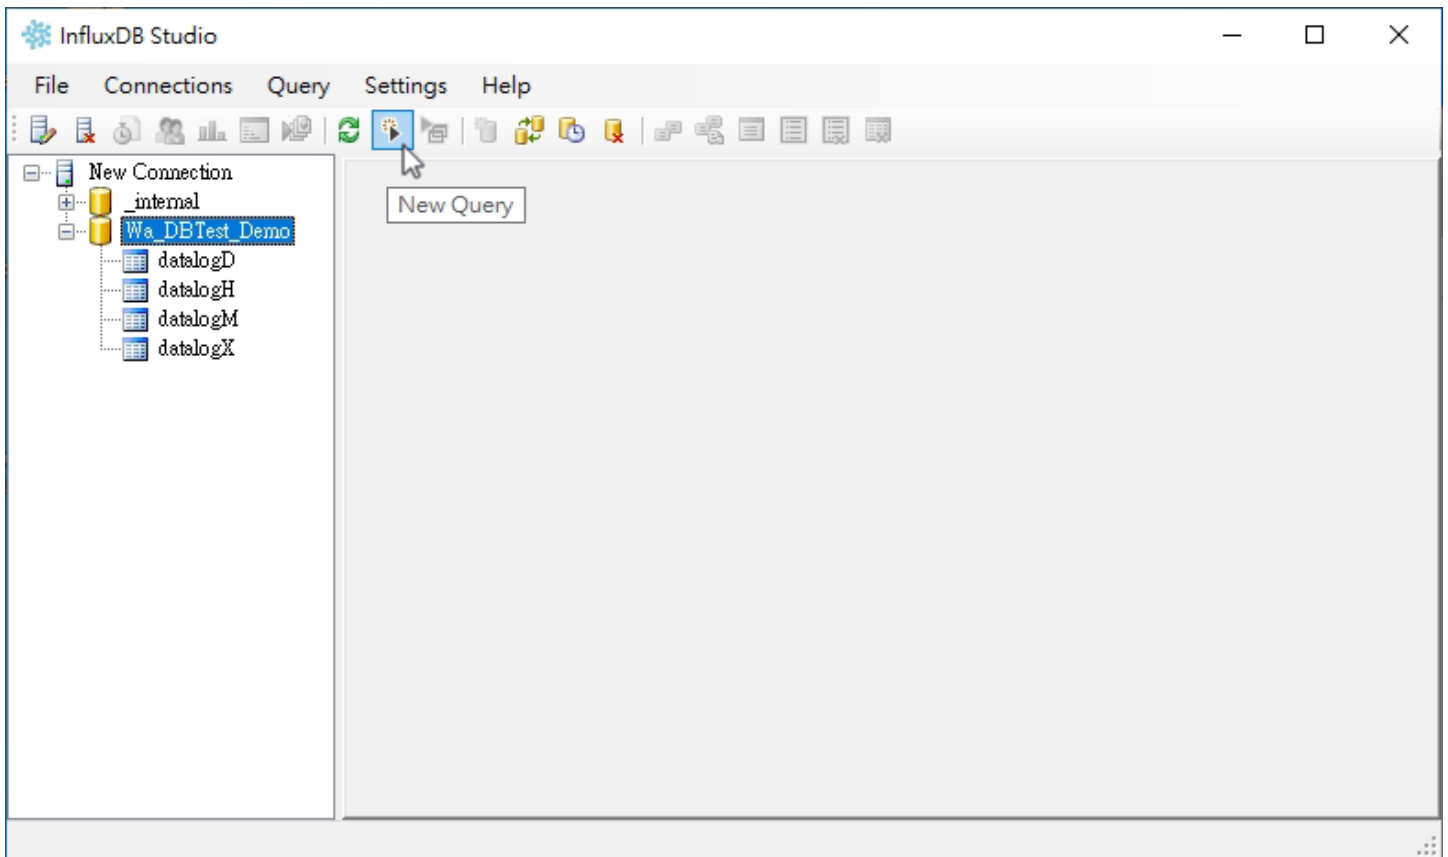 InfluxDB Studio
File Connections Query Settings Help
New Connection
_internal
Wa_DBTest_Demo
datalogD
datalogH
datalogM
datalogX
New Query